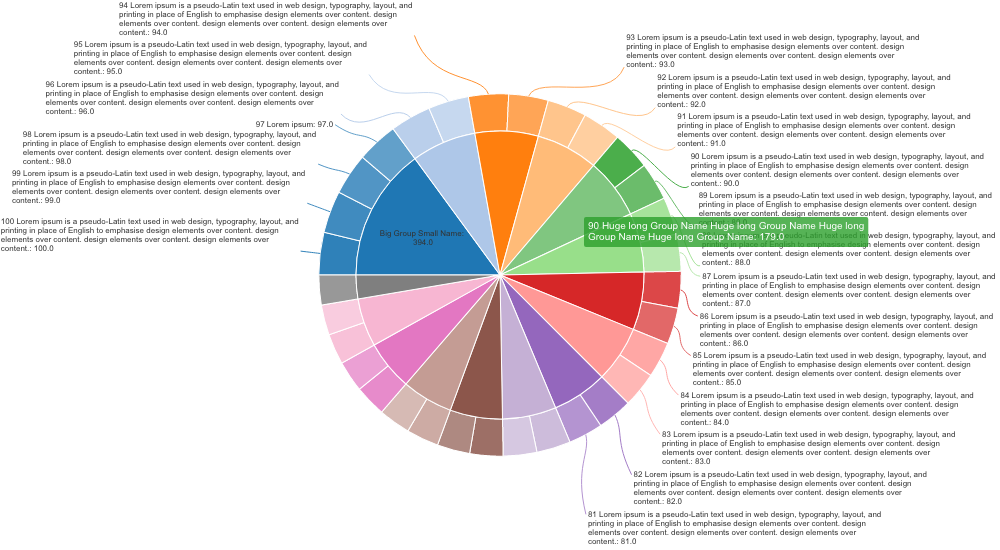 94 Lorem ipsum is a pseudo-Latin text used in web design, typography, layout, and
printing in place of English to emphasise design elements over content. design
elements over content. design elements over content. design elements over
content.: 94.0
95 Lorem ipsum is a pseudo-Latin text used in web design, typography, layout, and
printing in place of English to emphasise design elements over content. design
elements over content. design elements over content. design elements over
content.: 95.0
96 Lorem ipsum is a pseudo-Latin text used in web design, typography, layout, and
printing in place of English to emphasise design elements over content. design
elements over content. design elements over content. design elements over
content.: 96.0
97 Lorem ipsum: 97.0
98 Lorem ipsum is a pseudo-Latin text used in web design, typography, layout, and
printing in place of English to emphasise design elements over content. design
elements over content. design elements over content. design elements over
content.: 98.0
99 Lorem ipsum is a pseudo-Latin text used in web design, typography, layout, and
printing in place of English to emphasise design elements over content. design
elements over content. design elements over content. design elements over
content.: 99.0
100 Lorem ipsum is a pseudo-Latin text used in web design, typography, layout, and
printing in place of English to emphasise design elements over content. design
elements over content. design elements over content. design elements over
content.: 100.0
Big Group Small Name:
394.0
93 Lorem ipsum is a pseudo-Latin text used in web design, typography, layout, and
printing in place of English to emphasise design elements over content. design
elements over content. design elements over content. design elements over
content.: 93.0
92 Lorem ipsum is a pseudo-Latin text used in web design, typography, layout, and
printing in place of English to emphasise design elements over content. design
elements over content. design elements over content. design elements over
content.: 92.0
91 Lorem ipsum is a pseudo-Latin text used in web design, typography, layout, and
printing in place of English to emphasise design elements over content. design
elements over content. design elements over content. design elements over
content.: 91.0
90 Lorem ipsum is a pseudo-Latin text used in web design, typography, layout, and
printing in place of English to emphasise design elements over content. design
elements over content. design elements over content. design elements over
content.: 90.0
89 Lorem ipsum is a pseudo-Latin text used in web design, typography, layout, and
printing in place of English to emphasise design elements over content. design
elements over content. design elements over content. design elements over
90 Huge long Group Name Huge long Group Name Huge long
Group Name Huge long Group Name: 179.0
used in web design, typography, layout, and
printing in place of English to emphasise design elements over content. design
elements over content. design elements over content. design elements over
content.: 88.0
87 Lorem ipsum is a pseudo-Latin text used in web design, typography, layout, and
printing in place of English to emphasise design elements over content. design
elements over content. design elements over content. design elements over
content.: 87.0
86 Lorem ipsum is a pseudo-Latin text used in web design, typography, layout, and
printing in place of English to emphasise design elements over content. design
elements over content. design elements over content. design elements over
content.: 86.0
85 Lorem ipsum is a pseudo-Latin text used in web design, typography, layout, and
printing in place of English to emphasise design elements over content. design
elements over content. design elements over content. design elements over
content.: 85.0
84 Lorem ipsum is a pseudo-Latin text used in web design, typography, layout, and
printing in place of English to emphasise design elements over content. design
elements over content. design elements over content. design elements over
content.: 84.0
83 Lorem ipsum is a pseudo-Latin text used in web design, typography, layout, and
printing in place of English to emphasise design elements over content. design
elements over content. design elements over content. design elements over
content.: 83.0
82 Lorem ipsum is a pseudo-Latin text used in web design, typography, layout, and
printing in place of English to emphasise design elements over content. design
elements over content. design elements over content. design elements over
content.: 82.0
81 Lorem ipsum is a pseudo-Latin text used in web design, typography, layout, and
printing in place of English to emphasise design elements over content. design
elements over content. design elements over content. design elements over
content.: 81.0